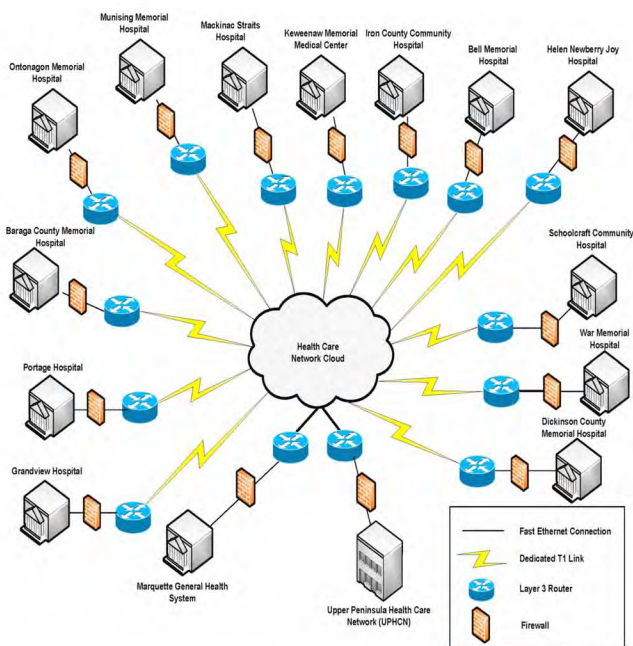 Munising Memorial
Hospital
Mackinac Straits
Hospital
Keweenaw Memorial
Medical Center
Iron County Community
Hospital
Bell Memorial
Hospital
Helen Newberry Joy
Hospital
Ontonagon Memorial
Hospital
Baraga County Memorial
Hospital
Schoolcraft Community
Hospital
War Memorial
Hospital
Health Care
Network Cloud
Portage Hospital
Dickinson County
Memorial Hospital
Grandview Hospital
Marquette General Health
System
Upper Peninsula Health Care
Network (UPHCN)
Fast Ethernet Connection
Dedicated T1 Link
Layer 3 Router
Firewall